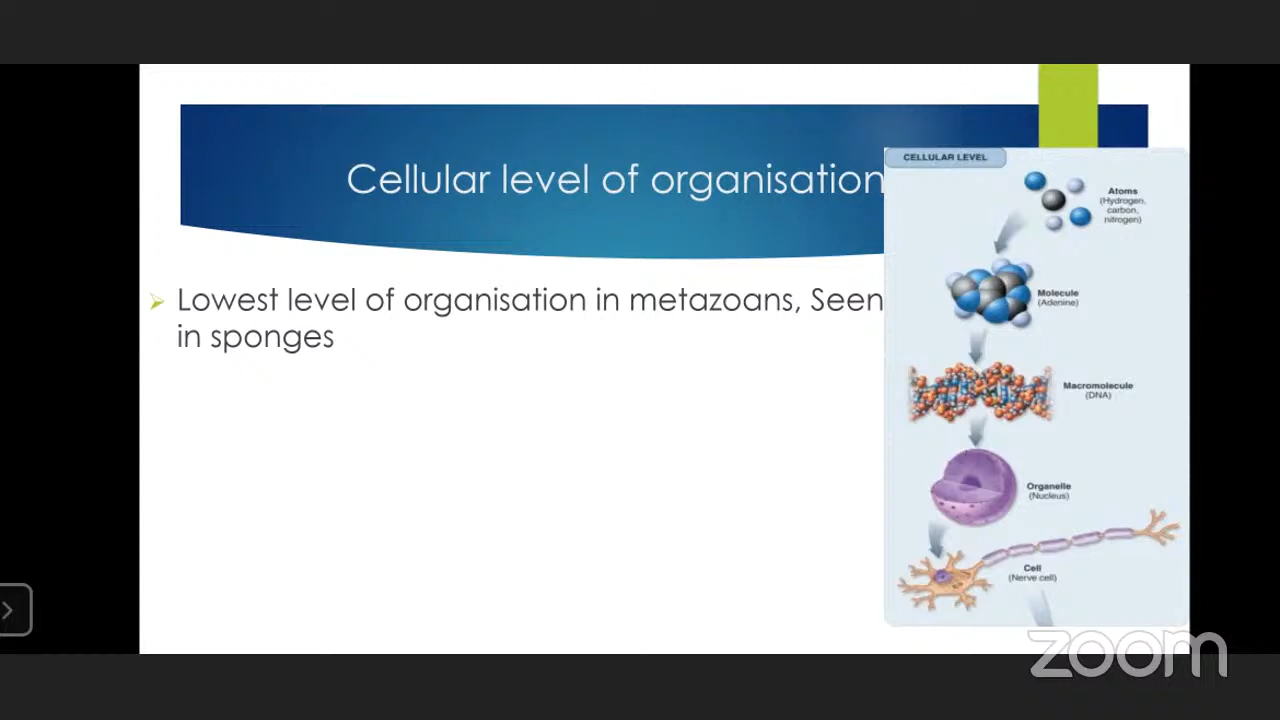 Cellular level of organisation
Lowest level of organisation in metazoans, Seen
in sponges
CELLULAR LEVEL
Atoms
(Hydrogen,
carbon,
nitrogen)
Molecule
(Adenine)
Macromolecule
(DNA)
Organelle
(Nucleus)
Cell
(Nerve cell)
zoom